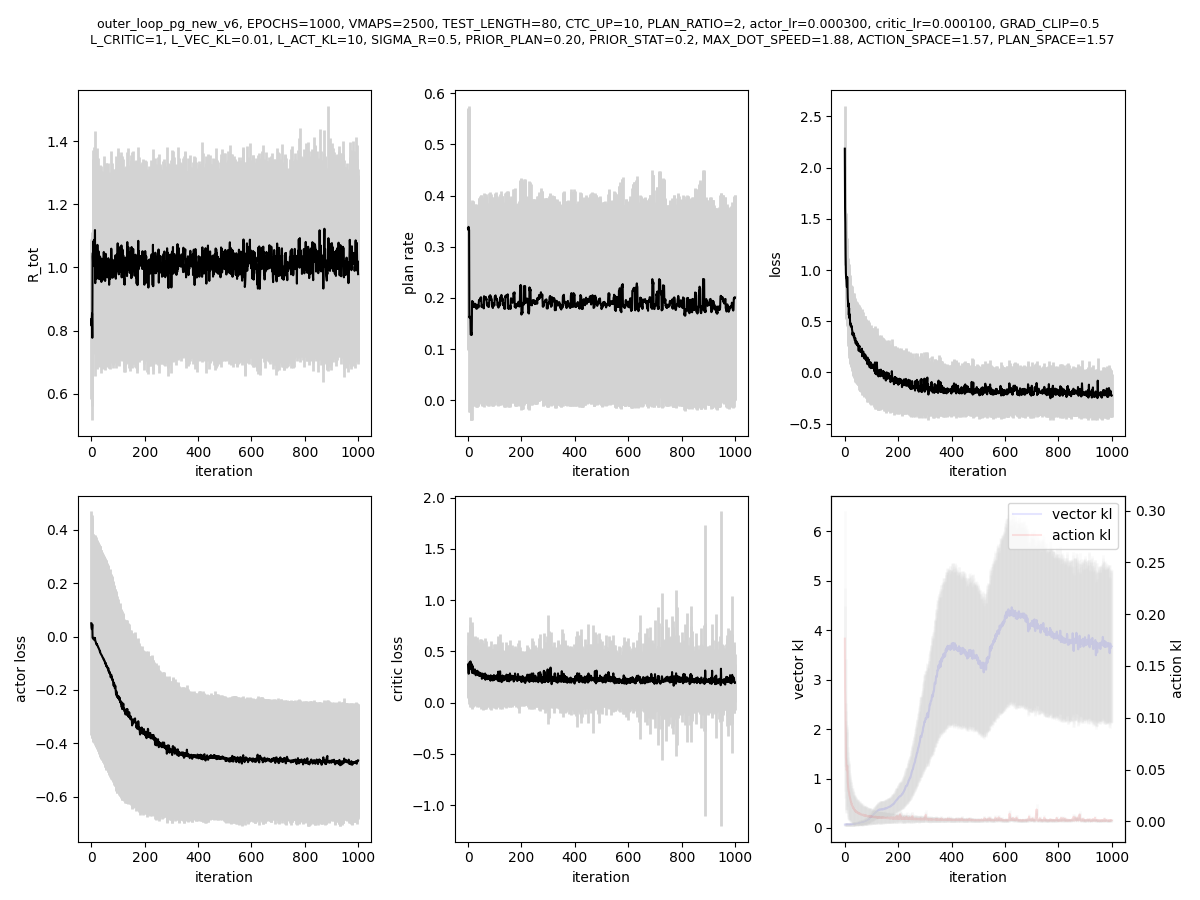 outer_loop_pg_new_v6, EPOCHS=1000, VMAPS=2500, TEST_LENGTH=80, CTC_UP=10, PLAN_RATIO=2, actor_lr=0.000300, critic_lr=0.000100, GRAD_CLIP=0.5
L_CRITIC=1, L_VEC_KL=0.01, L_ACT_KL=10, SIGMA_R=0.5, PRIOR_PLAN=0.20, PRIOR_STAT=0.2, MAX_DOT_SPEED=1.88, ACTION_SPACE=1.57, PLAN_SPACE=1.57
R_tot
1.4
1.2
1.0
0.8
0.6
0 200 400 600 800 1000
iteration
plan rate
0.6
0.5
0.4
0.3
0.2
0.1
0.0
0 200 400 600 800 1000
iteration
loss
2.5
2.0
1.5
1.0
0.5
0.0
−0.5
0 200 400 600 800 1000
iteration
actor loss
0.4
0.2
0.0
−0.2
−0.4
−0.6
0 200 400 600 800 1000
iteration
critic loss
2.0
1.5
1.0
0.5
0.0
−0.5
−1.0
0 200 400 600 800 1000
iteration
vector kl
6
5
4
3
2
1
0
vector kl
action kl
0.30
0.25
0.20
0.15
0.10
0.05
0.00
action kl
0 200 400 600 800 1000
iteration